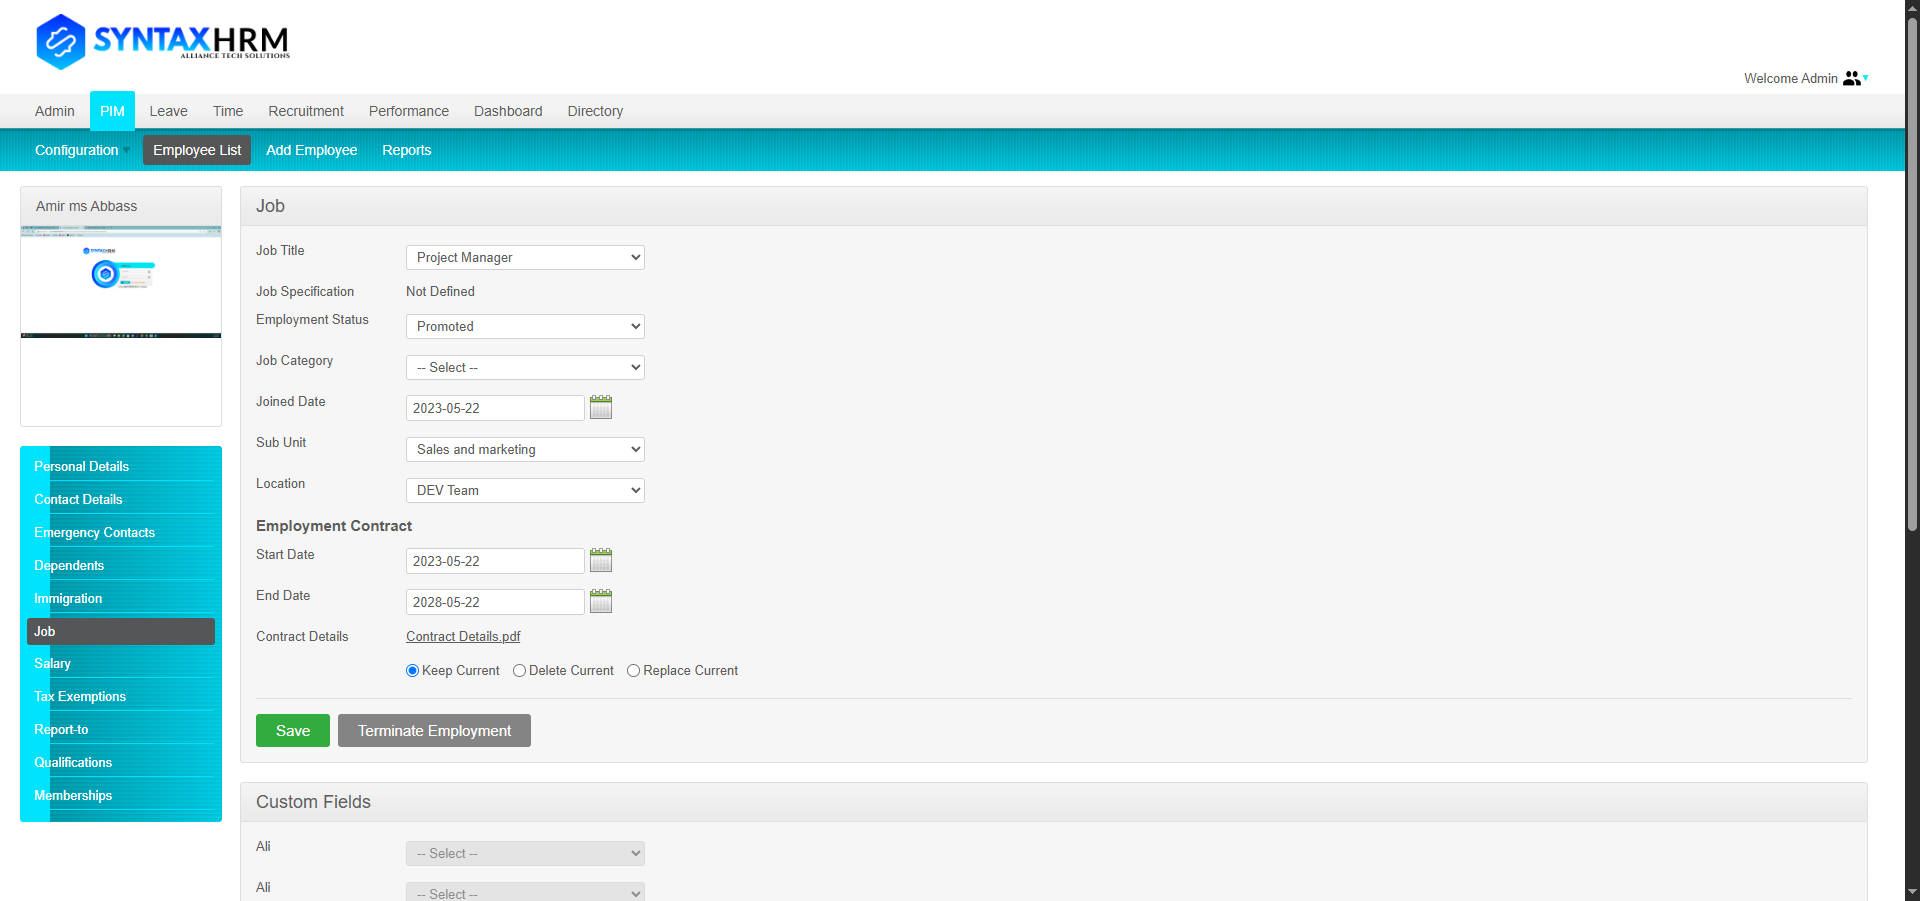 SYNTAXHRM
ALLIANCE TECH SOLUTIONS
Welcome Admin
Admin PIM Leave Time Recruitment Performance Dashboard Directory
Configuration Employee List Add Employee Reports
Amir ms Abbass
SYNTAXHRM
Personal Details
Contact Details
Emergency Contacts
Dependents
Immigration
Job
Salary
Tax Exemptions
Report-to
Qualifications
Memberships
Job
Job Title Project Manager
Job Specification Not Defined
Employment Status Promoted
Job Category -- Select --
Joined Date 2023-05-22
Sub Unit Sales and marketing
Location DEV Team
Employment Contract
Start Date 2023-05-22
End Date 2028-05-22
Contract Details Contract Details.pdf
Keep Current Delete Current Replace Current
Save Terminate Employment
Custom Fields
Ali -- Select --
Ali -- Select --